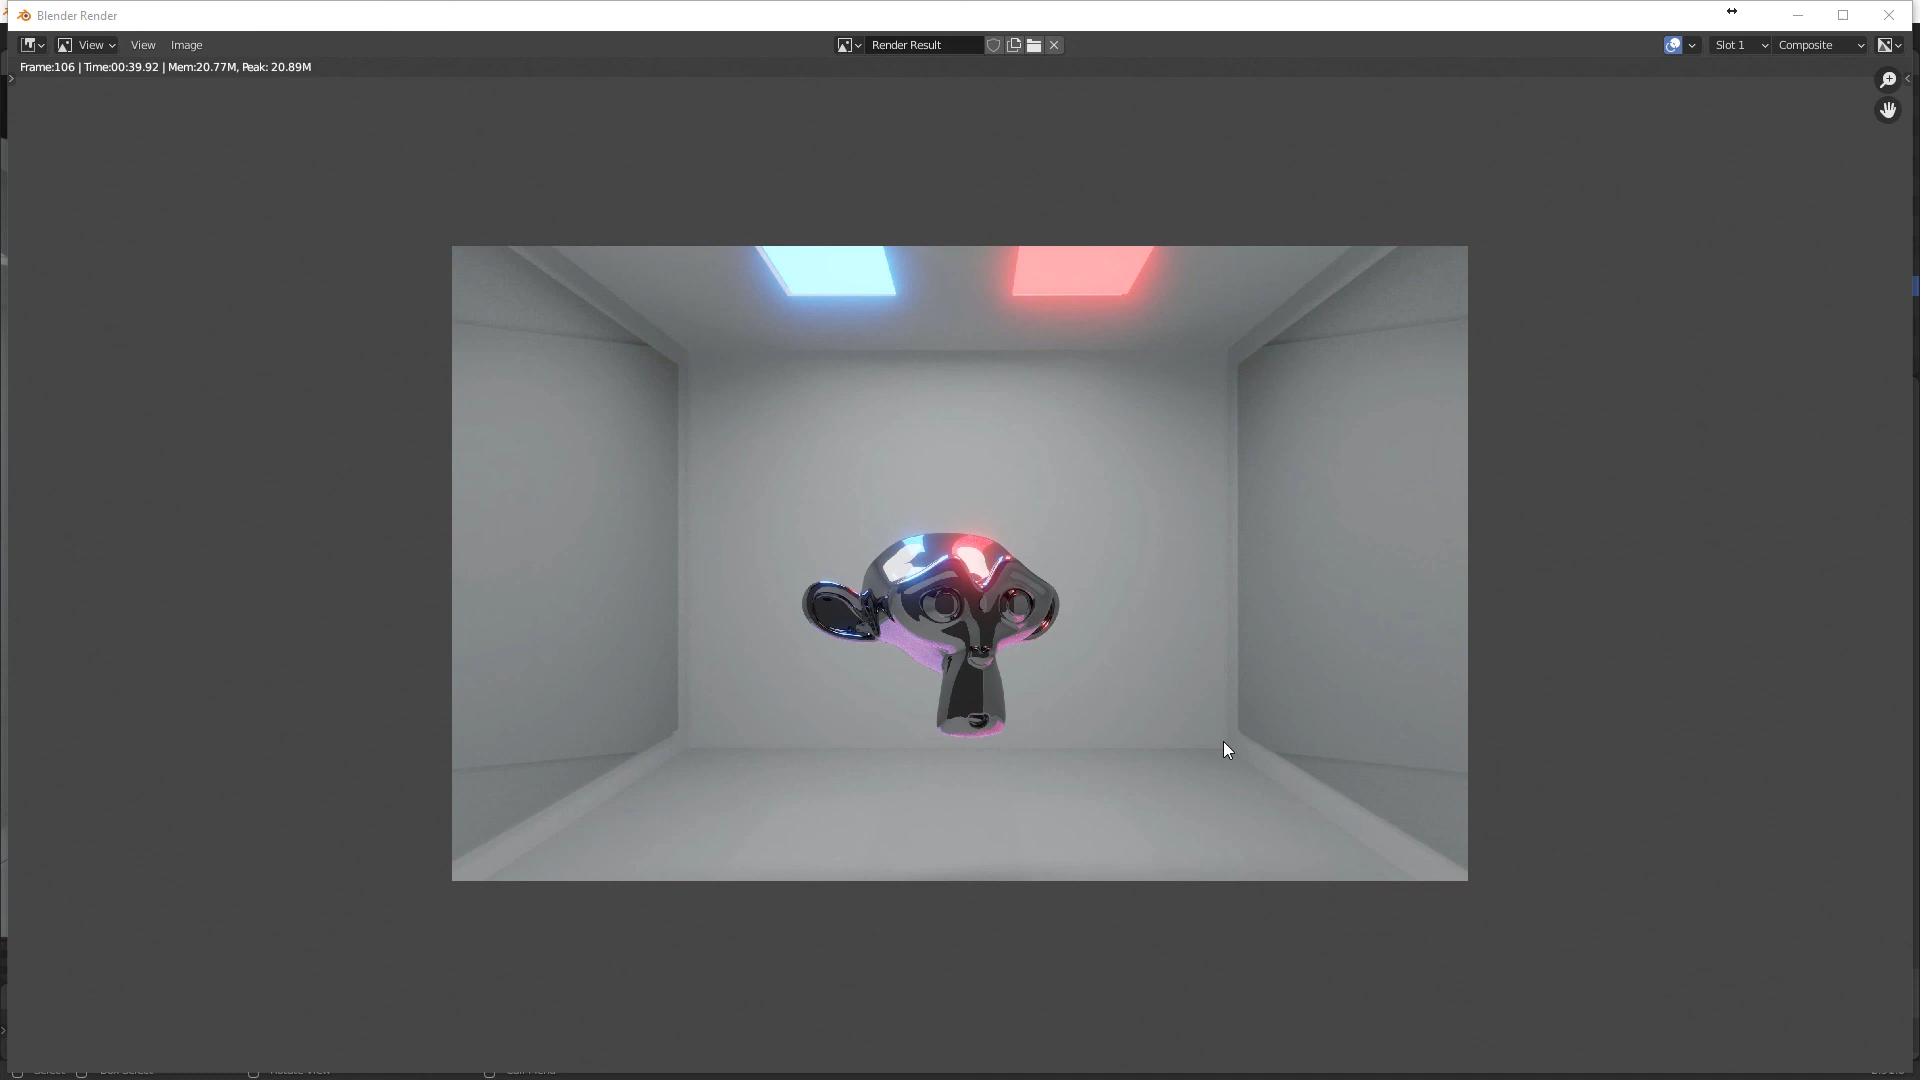 Blender Render
View View Image Render Result Slot 1 Composite
Frame:106 | Time:00:39.92 | Mem:20.77M, Peak: 20.89M